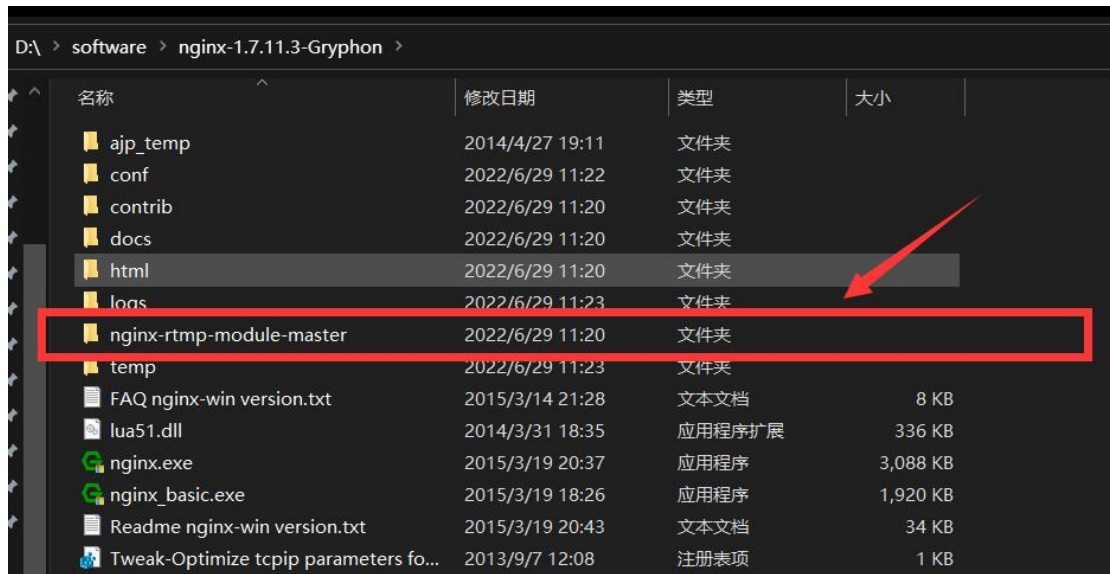 D:\ > software > nginx-1.7.11.3-Gryphon >
名称 修改日期 类型 大小
ajp_temp 2014/4/27 19:11 文件夹
conf 2022/6/29 11:22 文件夹
contrib 2022/6/29 11:20 文件夹
docs 2022/6/29 11:20 文件夹
html 2022/6/29 11:20 文件夹
logs 2022/6/29 11:23 文件夹
nginx-rtmp-module-master 2022/6/29 11:20 文件夹
temp 2022/6/29 11:23 文件夹
FAQ nginx-win version.txt 2015/3/14 21:28 文本文档 8 KB
lua51.dll 2014/3/31 18:35 应用程序扩展 336 KB
nginx.exe 2015/3/19 20:37 应用程序 3,088 KB
nginx_basic.exe 2015/3/19 18:26 应用程序 1,920 KB
Readme nginx-win version.txt 2015/3/19 20:43 文本文档 34 KB
Tweak-Optimize tcpip parameters fo... 2013/9/7 12:08 注册表项 1 KB